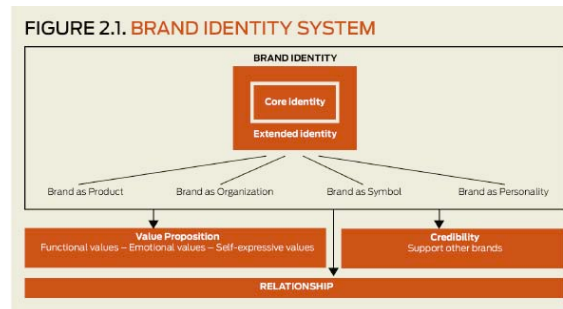 FIGURE 2.1. BRAND IDENTITY SYSTEM
BRAND IDENTITY
Core identity
Extended identity
Brand as Product
Brand as Organization
Brand as Symbol
Brand as Personality
Value Proposition
Functional values – Emotional values – Self-expressive values
Credibility
Support other brands
RELATIONSHIP